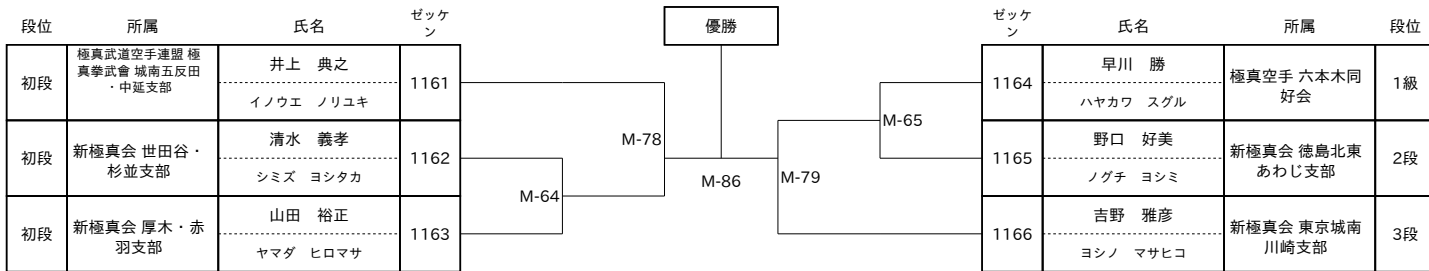 段位
所属
氏名
ゼッケ
ン
優勝
ゼッケ
ン
氏名
所属
段位
初段
極真武道空手連盟 極
真拳武會 城南五反田
・中延支部
井上　典之
イノウエ　ノリユキ
1161
初段
新極真会 世田谷・
杉並支部
清水　義孝
シミズ　ヨシタカ
1162
初段
新極真会 厚木・赤
羽支部
山田　裕正
ヤマダ　ヒロマサ
1163
M-78
M-64
M-86
M-79
M-65
1164
早川　勝
ハヤカワ　スグル
極真空手 六本木同
好会
1級
1165
野口　好美
ノグチ　ヨシミ
新極真会 徳島北東
あわじ支部
2段
1166
吉野　雅彦
ヨシノ　マサヒコ
新極真会 東京城南
川崎支部
3段